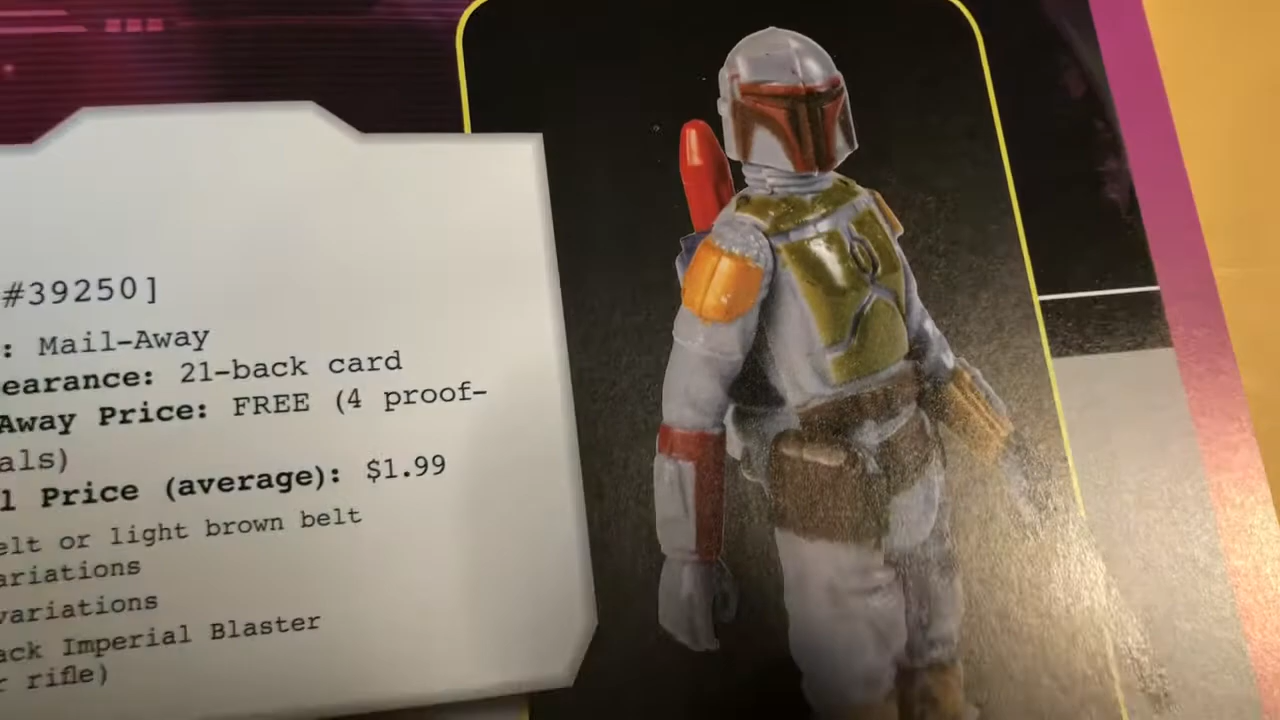 #39250]
: Mail-Away
earance: 21-back card
Away Price: FREE (4 proof-
als)
l Price (average): $1.99
elt or light brown belt
ariations
variations
ack Imperial Blaster
r rifle)